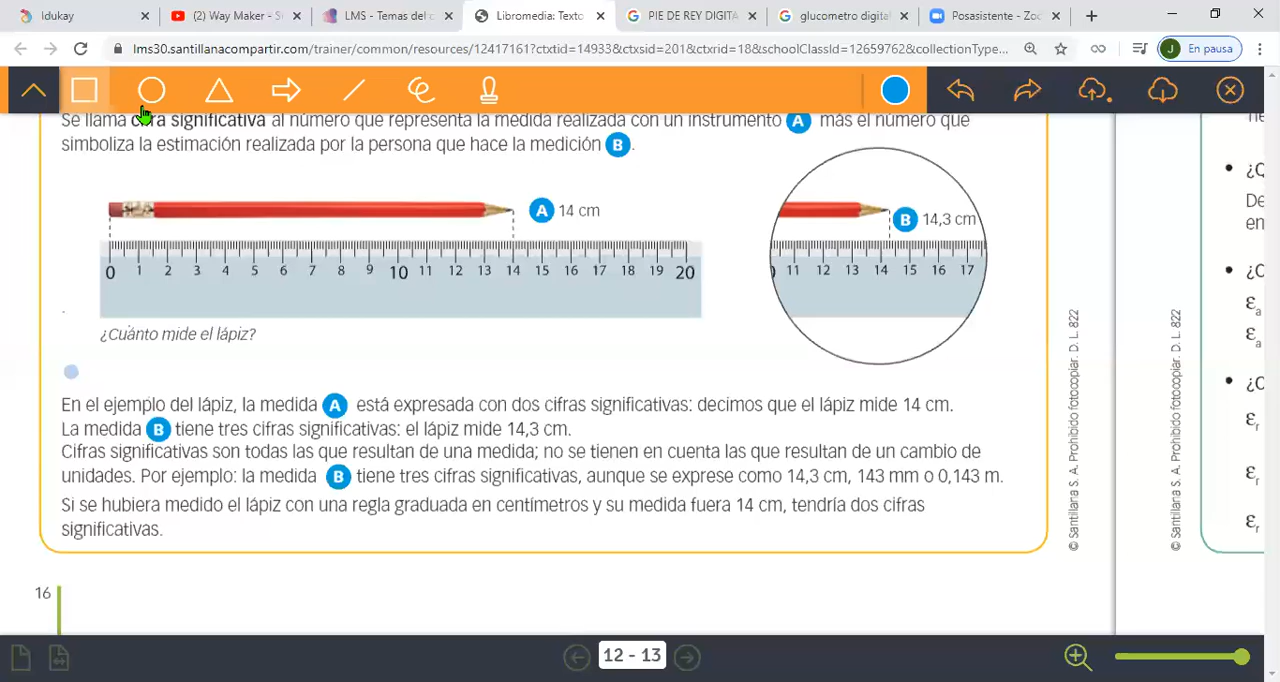 Idukay
(2) Way Maker - S
LMS - Temas del c
Libromedia: Texto
PIE DE REY DIGITA
glucometro digital
Posasistente - Zoo
lms30.santillanacompartir.com/trainer/common/resources/12417161?ctxtid=14933&ctxsid=201&ctxrid=18&schoolClassId=12659762&collectionType...
J En pausa
Se llama cifra significativa al número que representa la medida realizada con un instrumento A más el número que
simboliza la estimación realizada por la persona que hace la medición B.
A 14 cm
B 14,3 cm
0 1 2 3 4 5 6 7 8 9 10 11 12 13 14 15 16 17 18 19 20
11 12 13 14 15 16 17
¿Cuánto mide el lápiz?
En el ejemplo del lápiz, la medida A está expresada con dos cifras significativas: decimos que el lápiz mide 14 cm.
La medida B tiene tres cifras significativas: el lápiz mide 14,3 cm.
Cifras significativas son todas las que resultan de una medida; no se tienen en cuenta las que resultan de un cambio de
unidades. Por ejemplo: la medida B tiene tres cifras significativas, aunque se exprese como 14,3 cm, 143 mm o 0,143 m.
Si se hubiera medido el lápiz con una regla graduada en centímetros y su medida fuera 14 cm, tendría dos cifras
significativas.
© Santillana S. A. Prohibido fotocopiar. D. L. 822
© Santillana S. A. Prohibido fotocopiar. D. L. 822
De
en
εa
εa
εr
εr
εr
16
12 - 13